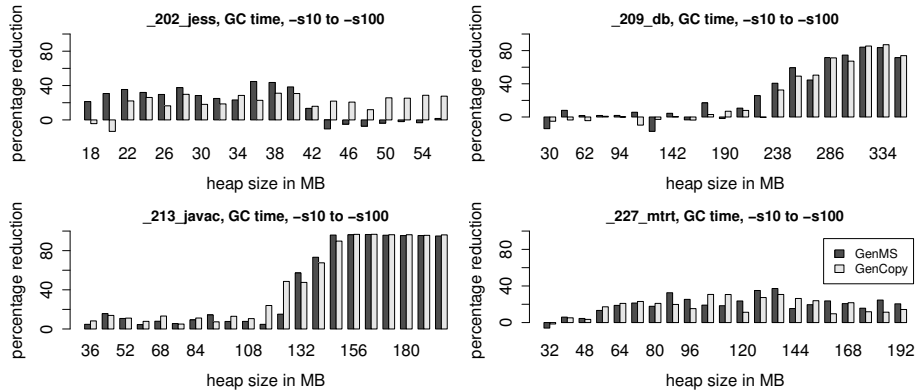 _202_jess, GC time, −s10 to −s100
percentage reduction
0 40 80
18 22 26 30 34 38 42 46 50 54
heap size in MB
_209_db, GC time, −s10 to −s100
percentage reduction
0 40 80
30 62 94 142 190 238 286 334
heap size in MB
_213_javac, GC time, −s10 to −s100
percentage reduction
0 40 80
36 52 68 84 108 132 156 180
heap size in MB
_227_mtrt, GC time, −s10 to −s100
percentage reduction
0 40 80
GenMS
GenCopy
32 48 64 80 96 120 144 168 192
heap size in MB